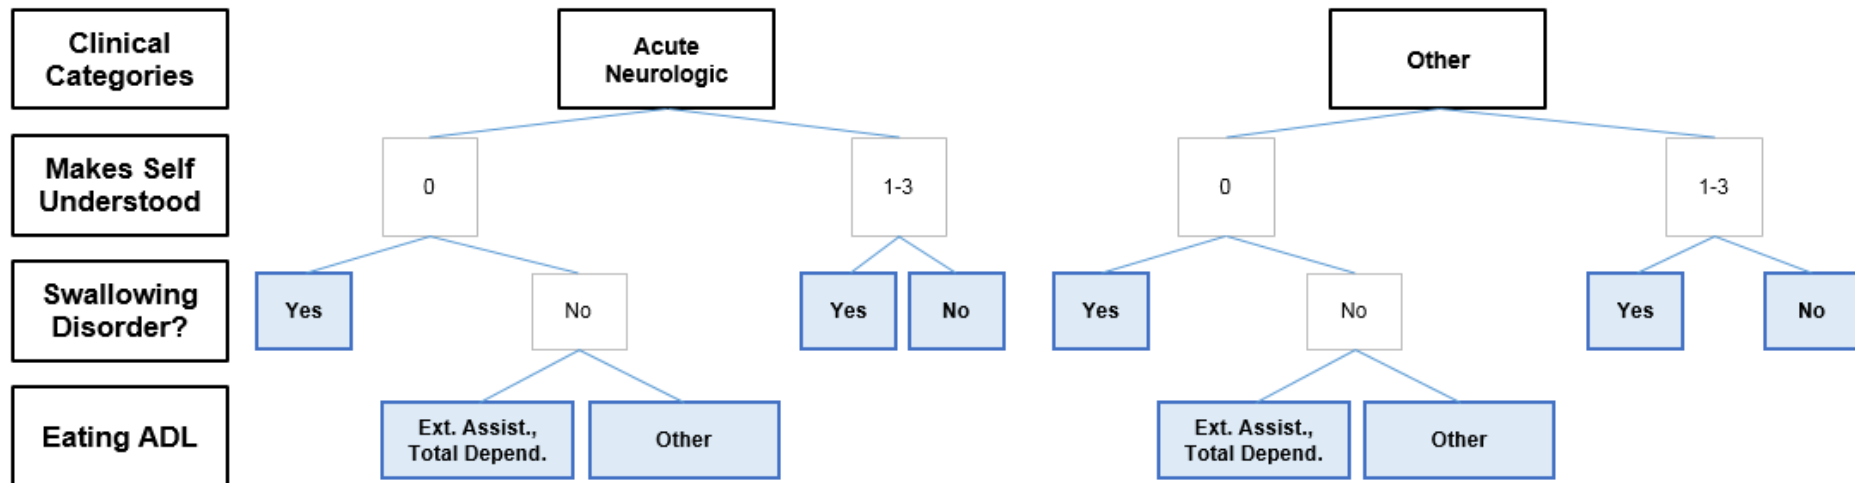 Clinical
Categories
Acute
Neurologic
Other
Makes Self
Understood
0
1-3
0
1-3
Swallowing
Disorder?
Yes
No
Yes
No
Yes
No
Yes
No
Eating ADL
Ext. Assist.,
Total Depend.
Other
Ext. Assist.,
Total Depend.
Other